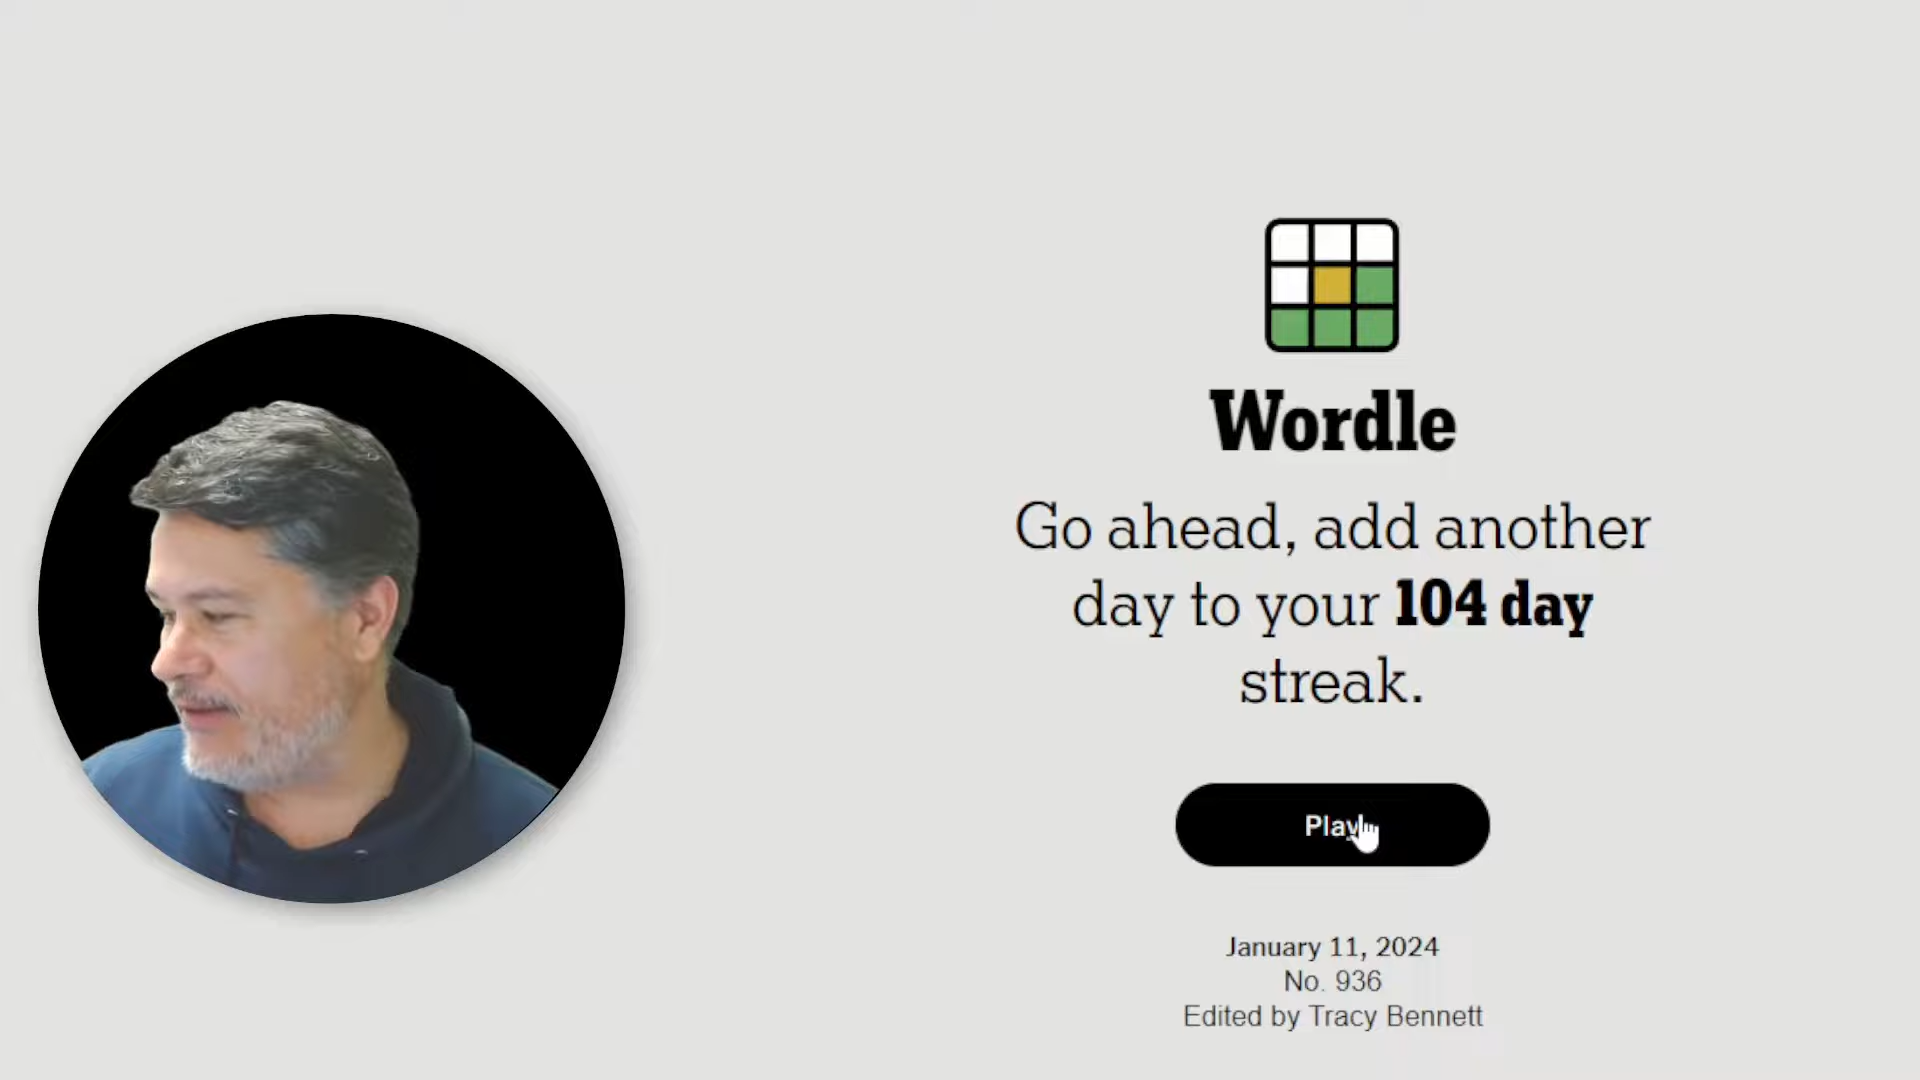 Wordle
Go ahead, add another
day to your 104 day
streak.
Play
January 11, 2024
No. 936
Edited by Tracy Bennett